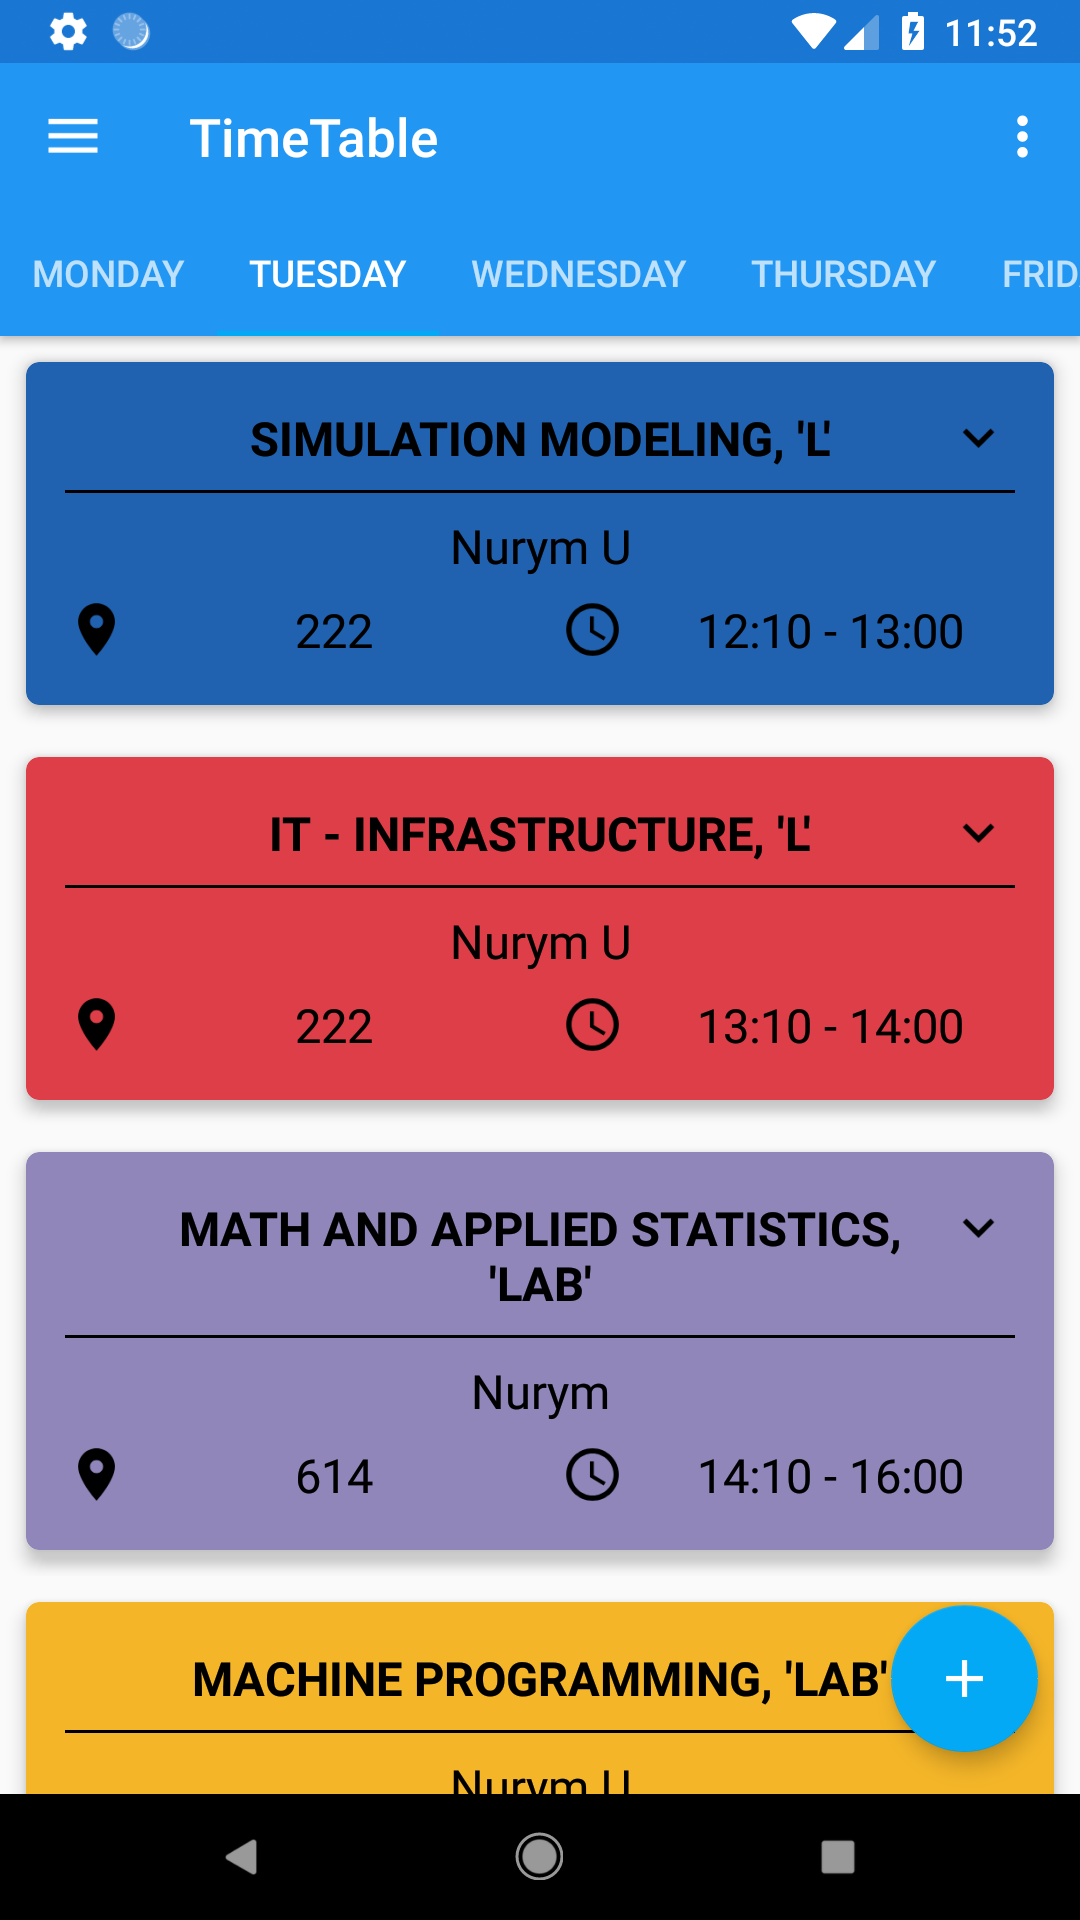 11:52
TimeTable
MONDAY TUESDAY WEDNESDAY THURSDAY FRIDA
SIMULATION MODELING, 'L'
Nurym U
222 12:10 - 13:00
IT - INFRASTRUCTURE, 'L'
Nurym U
222 13:10 - 14:00
MATH AND APPLIED STATISTICS,
'LAB'
Nurym
614 14:10 - 16:00
MACHINE PROGRAMMING, 'LAB'
Nurym U